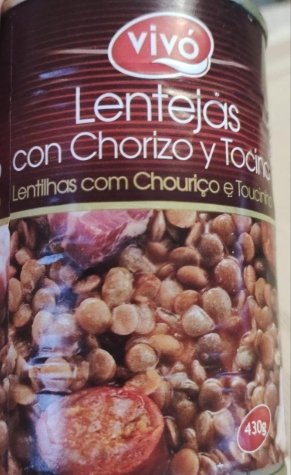 vivó
Lentejas
con Chorizo y Tocino
Lentilhas com Chouriço e Toucinho
430g